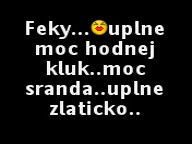 Feky...😗uplne
moc hodnej
kluk..moc
sranda..uplne
zlaticko..